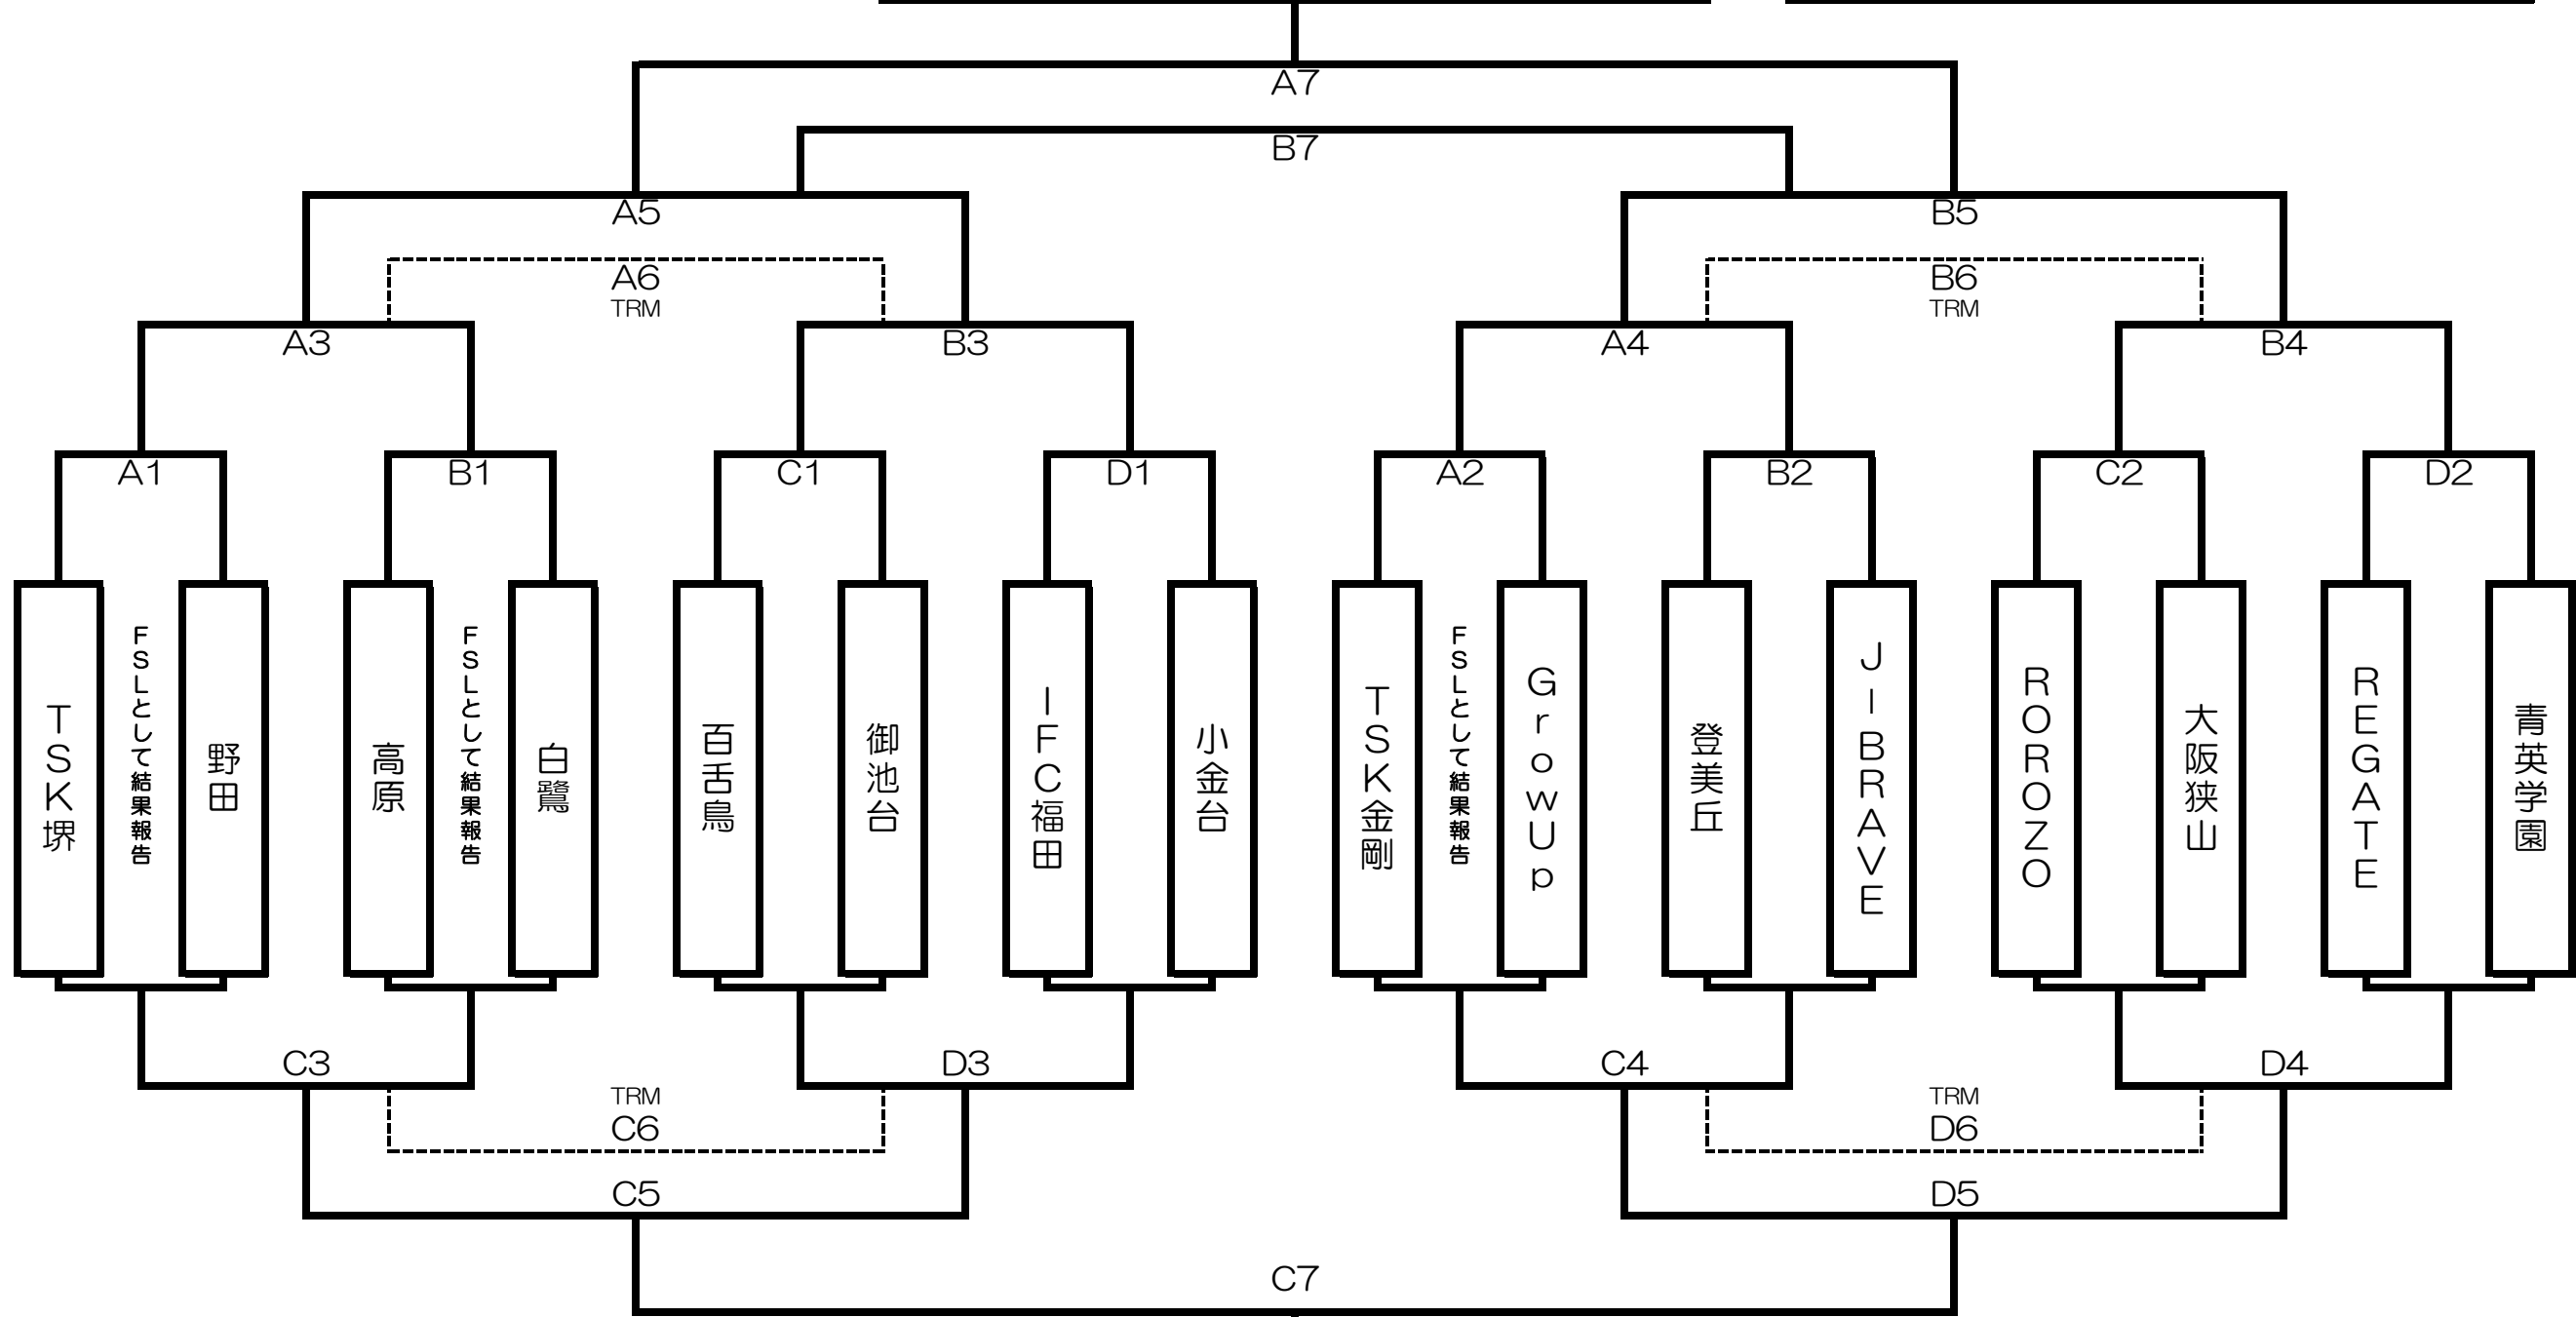 A7
B7
A5
B5
A6
TRM
B6
TRM
A3
B3
A4
B4
A1
B1
C1
D1
A2
B2
C2
D2
TSK堺
FSLとして結果報告
野田
高原
FSLとして結果報告
白鷺
百舌鳥
御池台
IFC福田
小金台
TSK金剛
FSLとして結果報告
GrowUp
登美丘
J-BRAVE
ROROZO
大阪狭山
REGATE
青英学園
C3
D3
C4
D4
TRM
C6
TRM
D6
C5
D5
C7